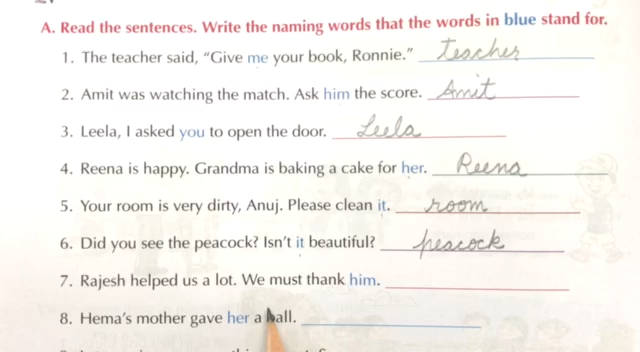 A. Read the sentences. Write the naming words that the words in blue stand for.
1. The teacher said, “Give me your book, Ronnie.” teacher
2. Amit was watching the match. Ask him the score. Amit
3. Leela, I asked you to open the door. Leela
4. Reena is happy. Grandma is baking a cake for her. Reena
5. Your room is very dirty, Anuj. Please clean it. room
6. Did you see the peacock? Isn’t it beautiful? peacock
7. Rajesh helped us a lot. We must thank him.
8. Hema’s mother gave her a ball.